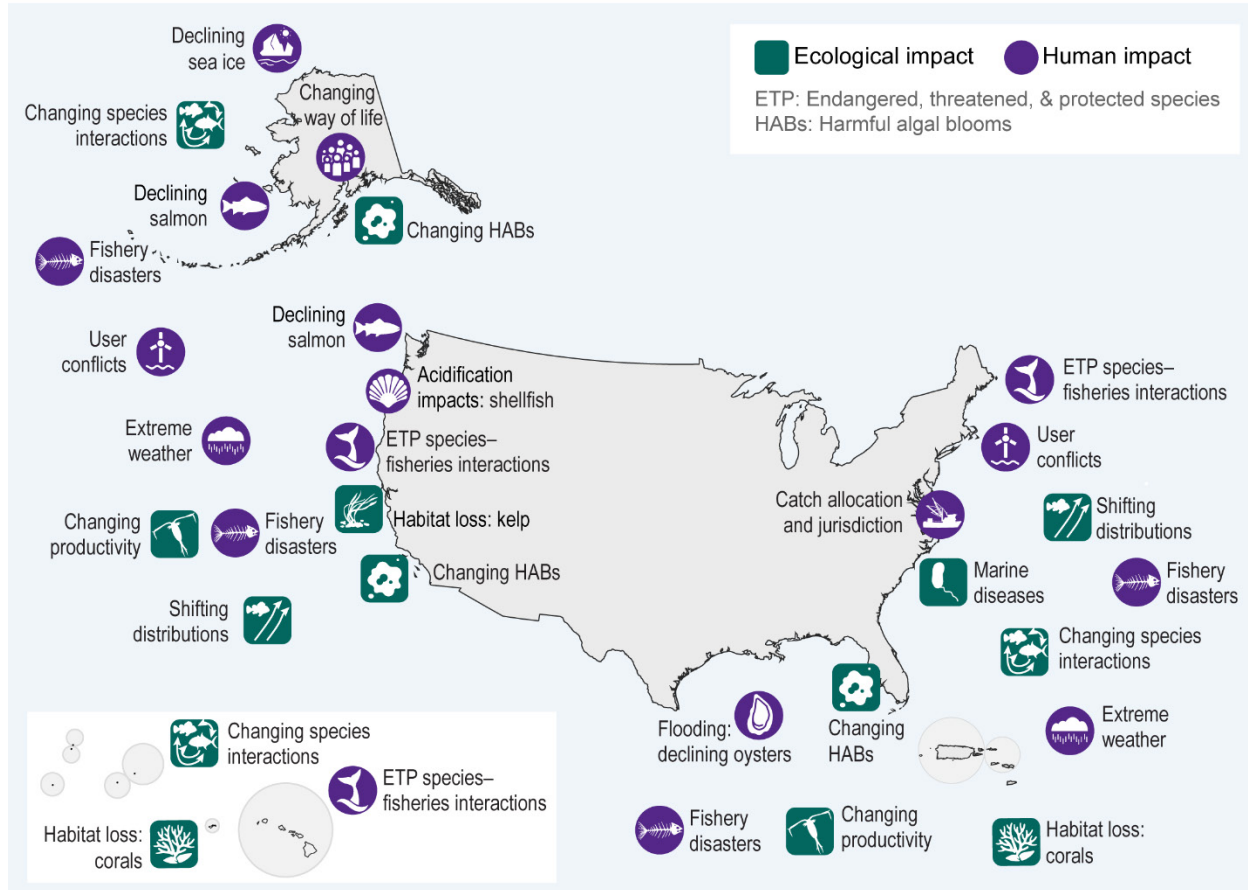 Ecological impact
Human impact
ETP: Endangered, threatened, & protected species
HABs: Harmful algal blooms
Declining
sea ice
Changing
way of life
Changing species
interactions
Declining
salmon
Changing HABs
Fishery
disasters
Declining
salmon
User
conflicts
Acidification
impacts: shellfish
Extreme
weather
ETP species–
fisheries interactions
Habitat loss: kelp
Changing
productivity
Fishery
disasters
Changing HABs
Shifting
distributions
ETP species–
fisheries interactions
User
conflicts
Catch allocation
and jurisdiction
Shifting
distributions
Marine
diseases
Fishery
disasters
Changing species
interactions
Flooding:
declining oysters
Changing
HABs
Extreme
weather
Fishery
disasters
Changing
productivity
Habitat loss:
corals
Changing species
interactions
ETP species–
fisheries interactions
Habitat loss:
corals